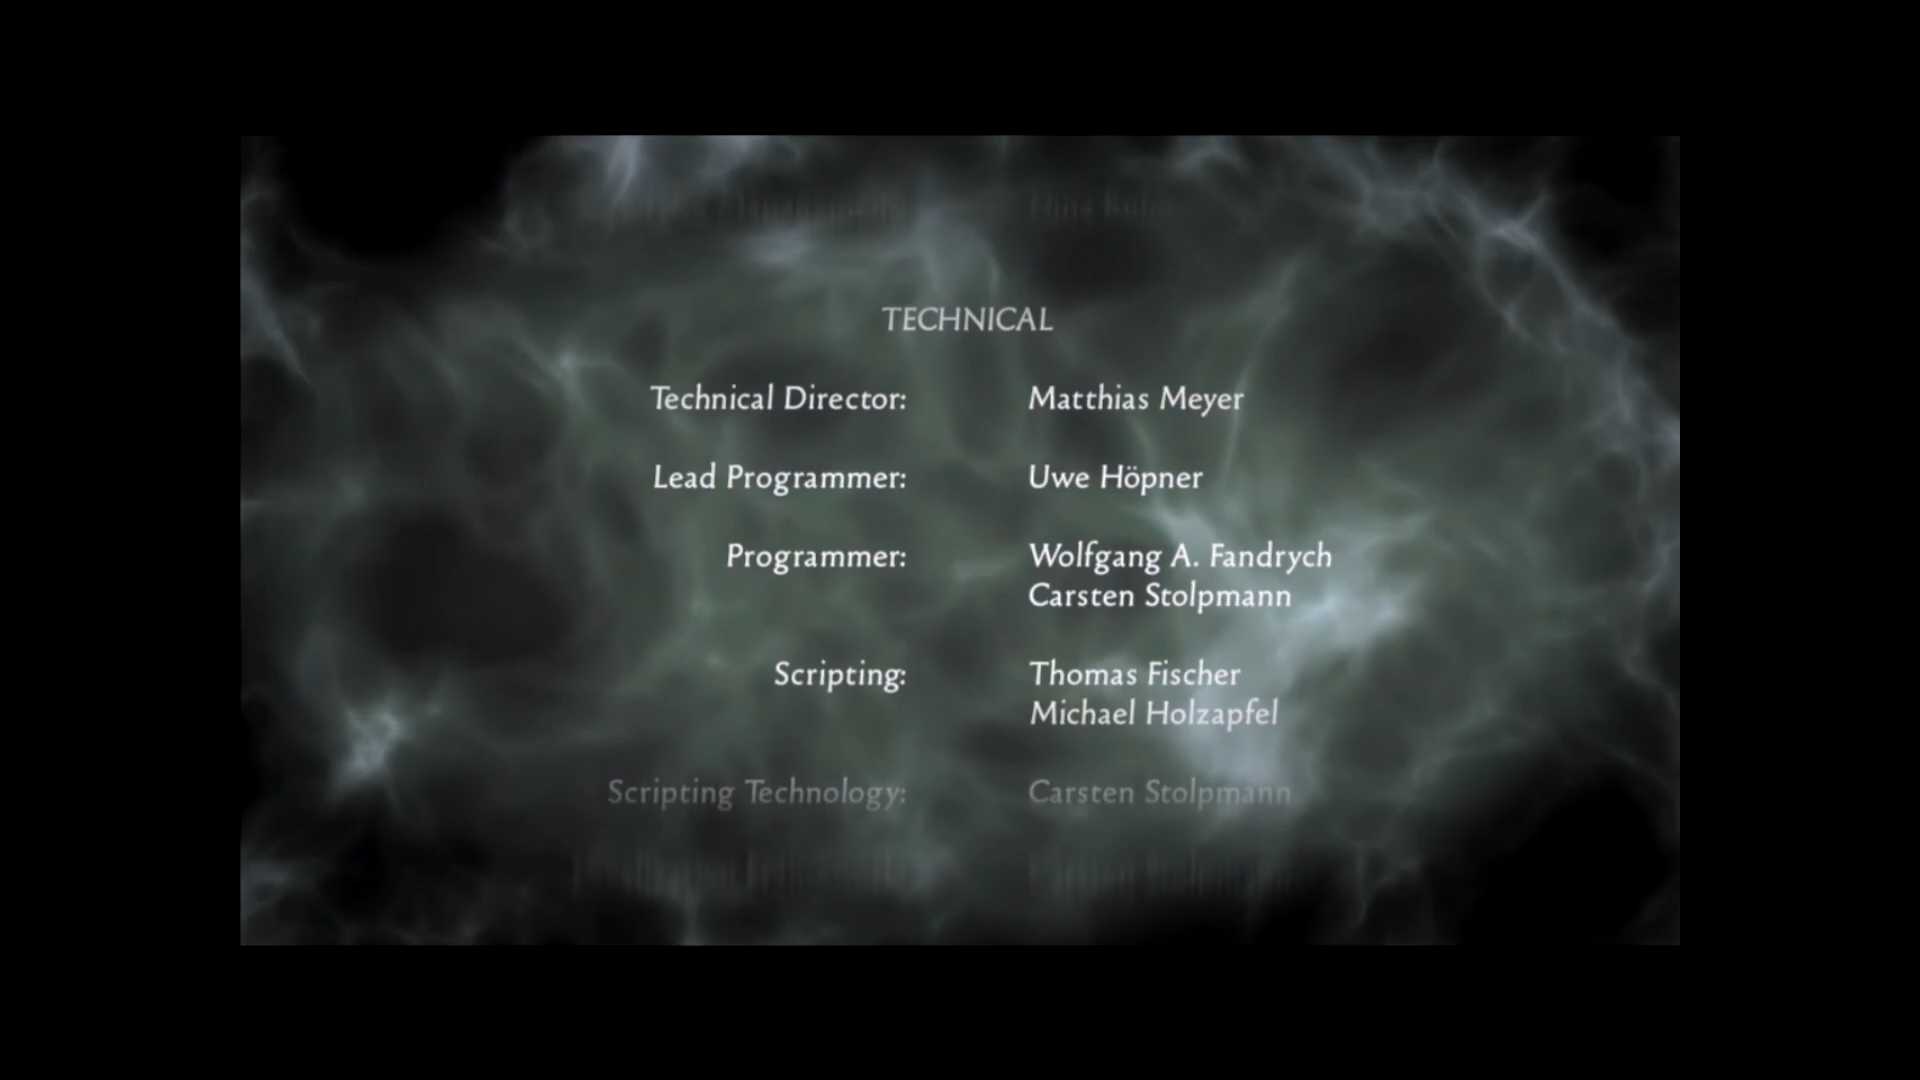 TECHNICAL
Technical Director: Matthias Meyer
Lead Programmer: Uwe Höpner
Programmer: Wolfgang A. Fandrych
Carsten Stolpmann
Scripting: Thomas Fischer
Michael Holzapfel
Scripting Technology: Carsten Stolpmann